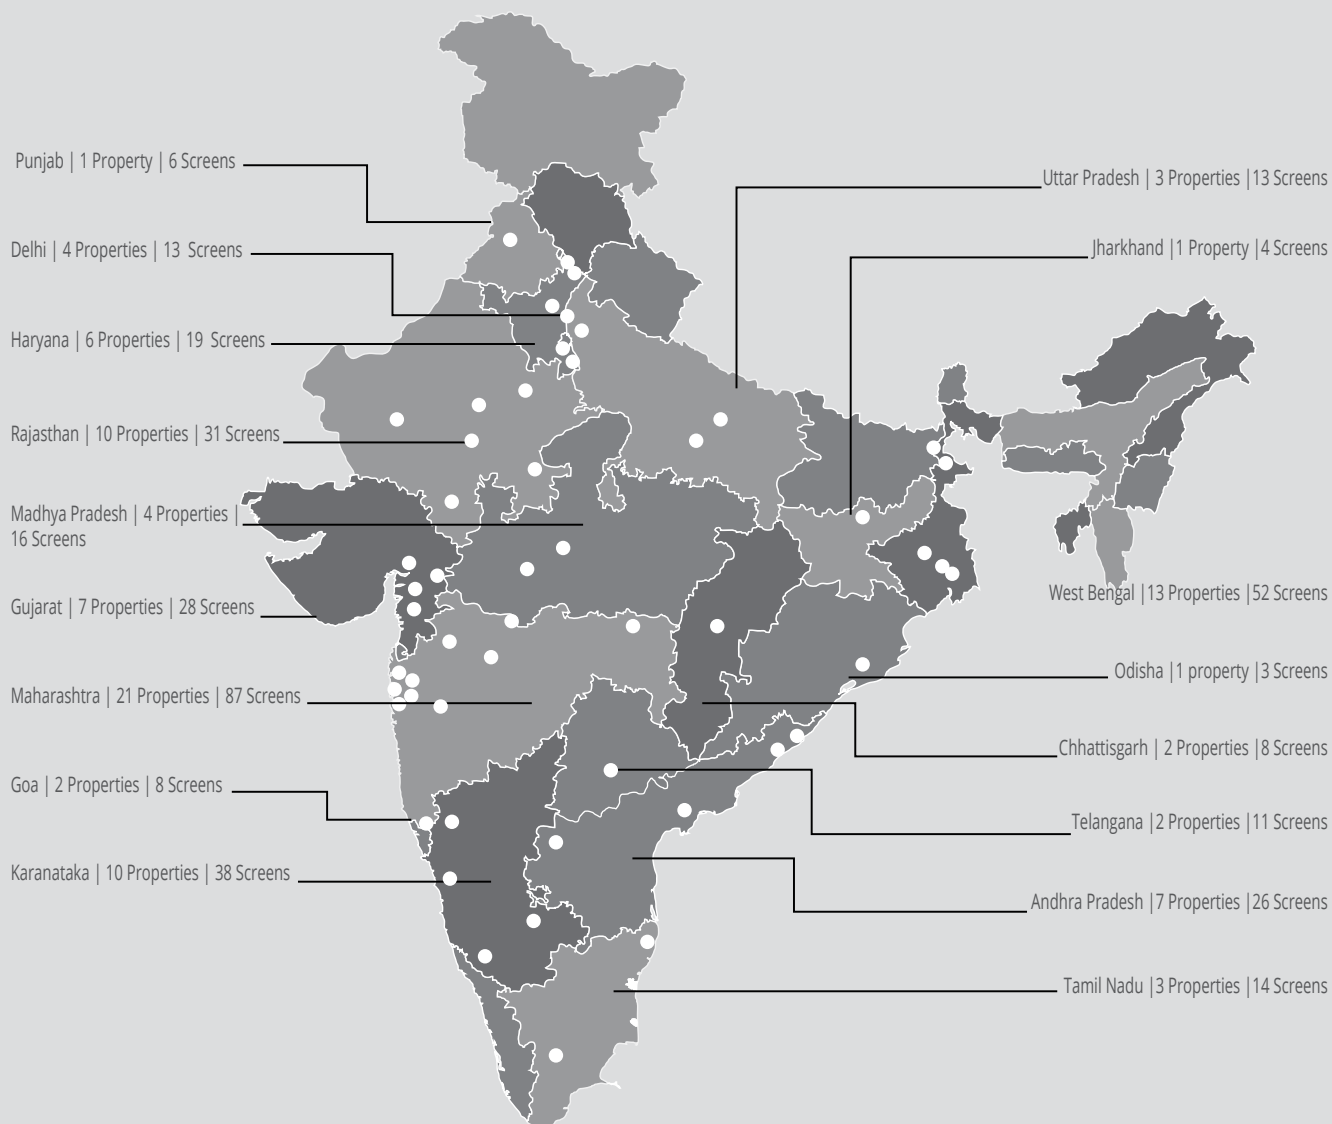 Punjab | 1 Property | 6 Screens
Delhi | 4 Properties | 13 Screens
Haryana | 6 Properties | 19 Screens
Rajasthan | 10 Properties | 31 Screens
Madhya Pradesh | 4 Properties |
16 Screens
Gujarat | 7 Properties | 28 Screens
Maharashtra | 21 Properties | 87 Screens
Goa | 2 Properties | 8 Screens
Karanataka | 10 Properties | 38 Screens
Uttar Pradesh | 3 Properties |13 Screens
Jharkhand |1 Property |4 Screens
West Bengal |13 Properties |52 Screens
Odisha |1 property |3 Screens
Chhattisgarh | 2 Properties |8 Screens
Telangana |2 Properties |11 Screens
Andhra Pradesh |7 Properties |26 Screens
Tamil Nadu |3 Properties |14 Screens